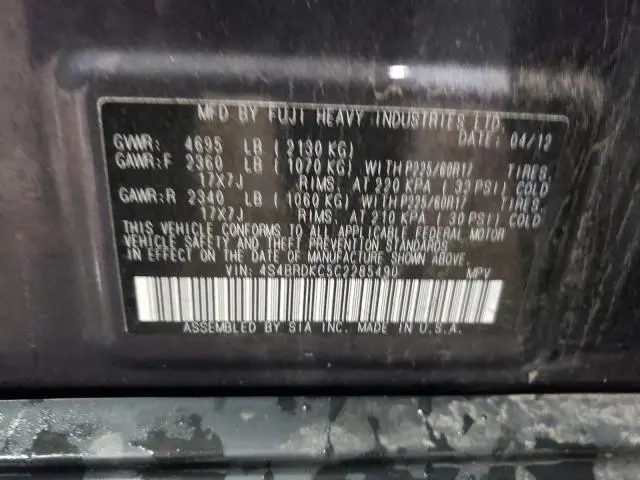 MFD BY FUJI HEAVY INDUSTRIES LTD.
DATE: 04/12
GVWR: 4695 LB (2130 KG)
GAWR:F 2360 LB (1070 KG) WITH P225/60R17 TIRES,
17X7J RIMS, AT 220 KPA (32 PSI) COLD
GAWR:R 2340 LB (1060 KG) WITH P225/60R17 TIRES,
17X7J RIMS, AT 210 KPA (30 PSI) COLD
THIS VEHICLE CONFORMS TO ALL APPLICABLE FEDERAL MOTOR
VEHICLE SAFETY AND THEFT PREVENTION STANDARDS
IN EFFECT ON THE DATE OF MANUFACTURE SHOWN ABOVE.
VIN: 4S4BRDKC5C2285490 MPV
ASSEMBLED BY SIA INC. MADE IN U.S.A.